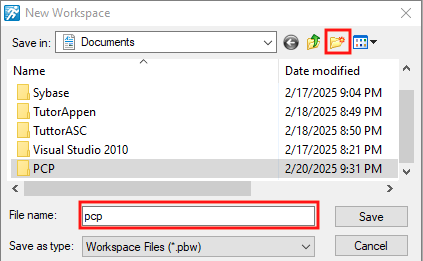 New Workspace
Save in: Documents
Name Date modified
Sybase 2/17/2025 9:04 PM
TutorAppen 2/18/2025 8:49 PM
TuttorASC 2/18/2025 8:50 PM
Visual Studio 2010 2/17/2025 8:21 PM
PCP 2/20/2025 9:31 PM
File name: pcp Save
Save as type: Workspace Files (*.pbw) Cancel